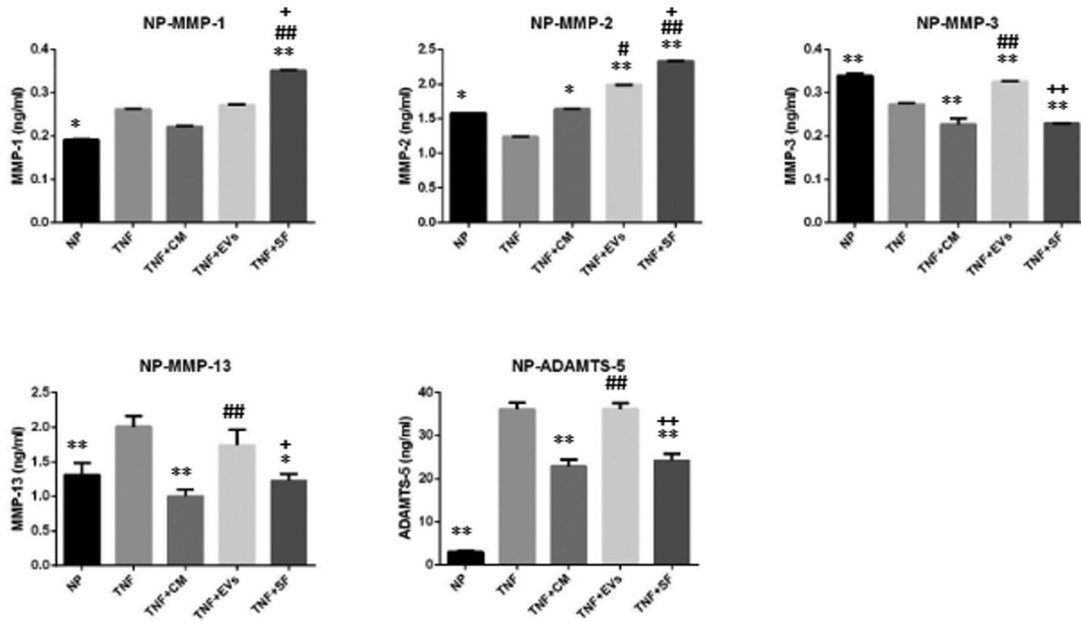 NP-MMP-1
MMP-1 (ng/ml)
0.4
0.3
0.2
0.1
0.0
*
**
##
+
NP
TNF
TNF+CM
TNF+EVs
TNF+SF
NP-MMP-2
MMP-2 (ng/ml)
2.5
2.0
1.5
1.0
0.5
0.0
*
*
#
**
+
##
**
NP
TNF
TNF+CM
TNF+EVs
TNF+SF
NP-MMP-3
MMP-3 (ng/ml)
0.4
0.3
0.2
0.1
0.0
**
**
##
**
++
**
NP
TNF
TNF+CM
TNF+EVs
TNF+SF
NP-MMP-13
MMP-13 (ng/ml)
2.5
2.0
1.5
1.0
0.5
0.0
**
**
##
+
*
NP
TNF
TNF+CM
TNF+EVs
TNF+SF
NP-ADAMTS-5
ADAMTS-5 (ng/ml)
40
30
20
10
0
**
**
##
++
**
NP
TNF
TNF+CM
TNF+EVs
TNF+SF